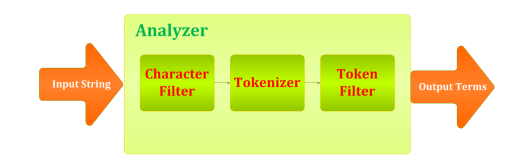 Analyzer
Input String
Character
Filter
Tokenizer
Token
Filter
Output Terms